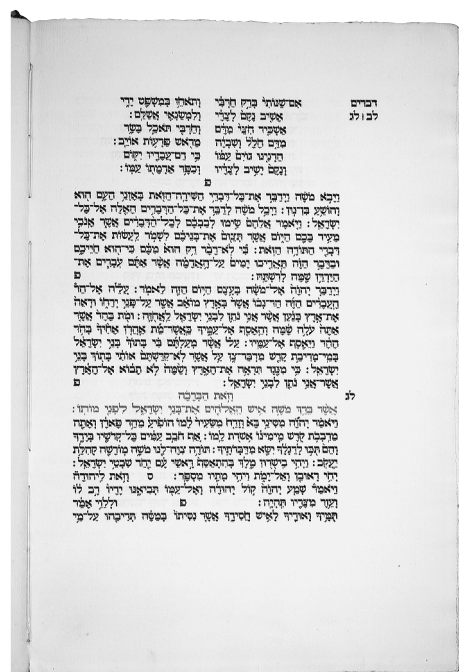 דברים אם־שנותי ברק חרבי ותאחז במשפט ידי
לב ו לג אשיב נקם לצרי ולמשנאי אשלם׃
אשכיר חצי מדם וחרבי תאכל בשר
מדם חלל ושביה מראש פרעות אויב׃
הרנינו גוים עמו כי דם־עבדיו יקום
ונקם ישיב לצריו וכפר אדמתו עמו׃
פ
ויבא משה וידבר את־כל־דברי השירה־הזאת באזני העם הוא
והושע בן־נון׃ ויכל משה לדבר את־כל־הדברים האלה אל־כל־
ישראל׃ ויאמר אלהם שימו לבבכם לכל־הדברים אשר אנכי
מעיד בכם היום אשר תצום את־בניכם לשמר לעשות את־כל־
דברי התורה הזאת׃ כי לא־דבר רק הוא מכם כי־הוא חייכם
ובדבר הזה תאריכו ימים על־האדמה אשר אתם עברים את־
הירדן שמה לרשתה׃ פ
וידבר יהוה אל־משה בעצם היום הזה לאמר׃ עלה אל־הר
העברים הזה הר־נבו אשר בארץ מואב אשר על־פני ירחו וראה
את־ארץ כנען אשר אני נתן לבני ישראל לאחזה׃ ומת בהר אשר
אתה עלה שמה והאסף אל־עמיך כאשר־מת אהרן אחיך בהר
ההר ויאסף אל־עמיו׃ על אשר מעלתם בי בתוך בני ישראל
במי־מריבת קדש מדבר־צן על אשר לא־קדשתם אותי בתוך בני
ישראל׃ כי מנגד תראה את־הארץ ושמה לא תבוא אל־הארץ
אשר־אני נתן לבני ישראל׃ פ
לג וזאת הברכה
אשר ברך משה איש האלהים את־בני ישראל לפני מותו׃
ויאמר יהוה מסיני בא וזרח משעיר למו הופיע מהר פארן ואתה
מרבבת קדש מימינו אשדת למו׃ אף חבב עמים כל־קדשיו בידך
והם תכו לרגלך ישא מדברתיך׃ תורה צוה־לנו משה מורשה קהלת
יעקב׃ ויהי בישרון מלך בהתאסף ראשי עם יחד שבטי ישראל׃
יחי ראובן ואל־ימת ויהי מתיו מספר׃ ס וזאת ליהודה
ויאמר שמע יהוה קול יהודה ואל־עמו תביאנו ידיו רב לו
ועזר מצריו תהיה׃ פ וללוי אמר
תמיך ואוריך לאיש חסידך אשר נסיתו במסה תריבהו על־מי